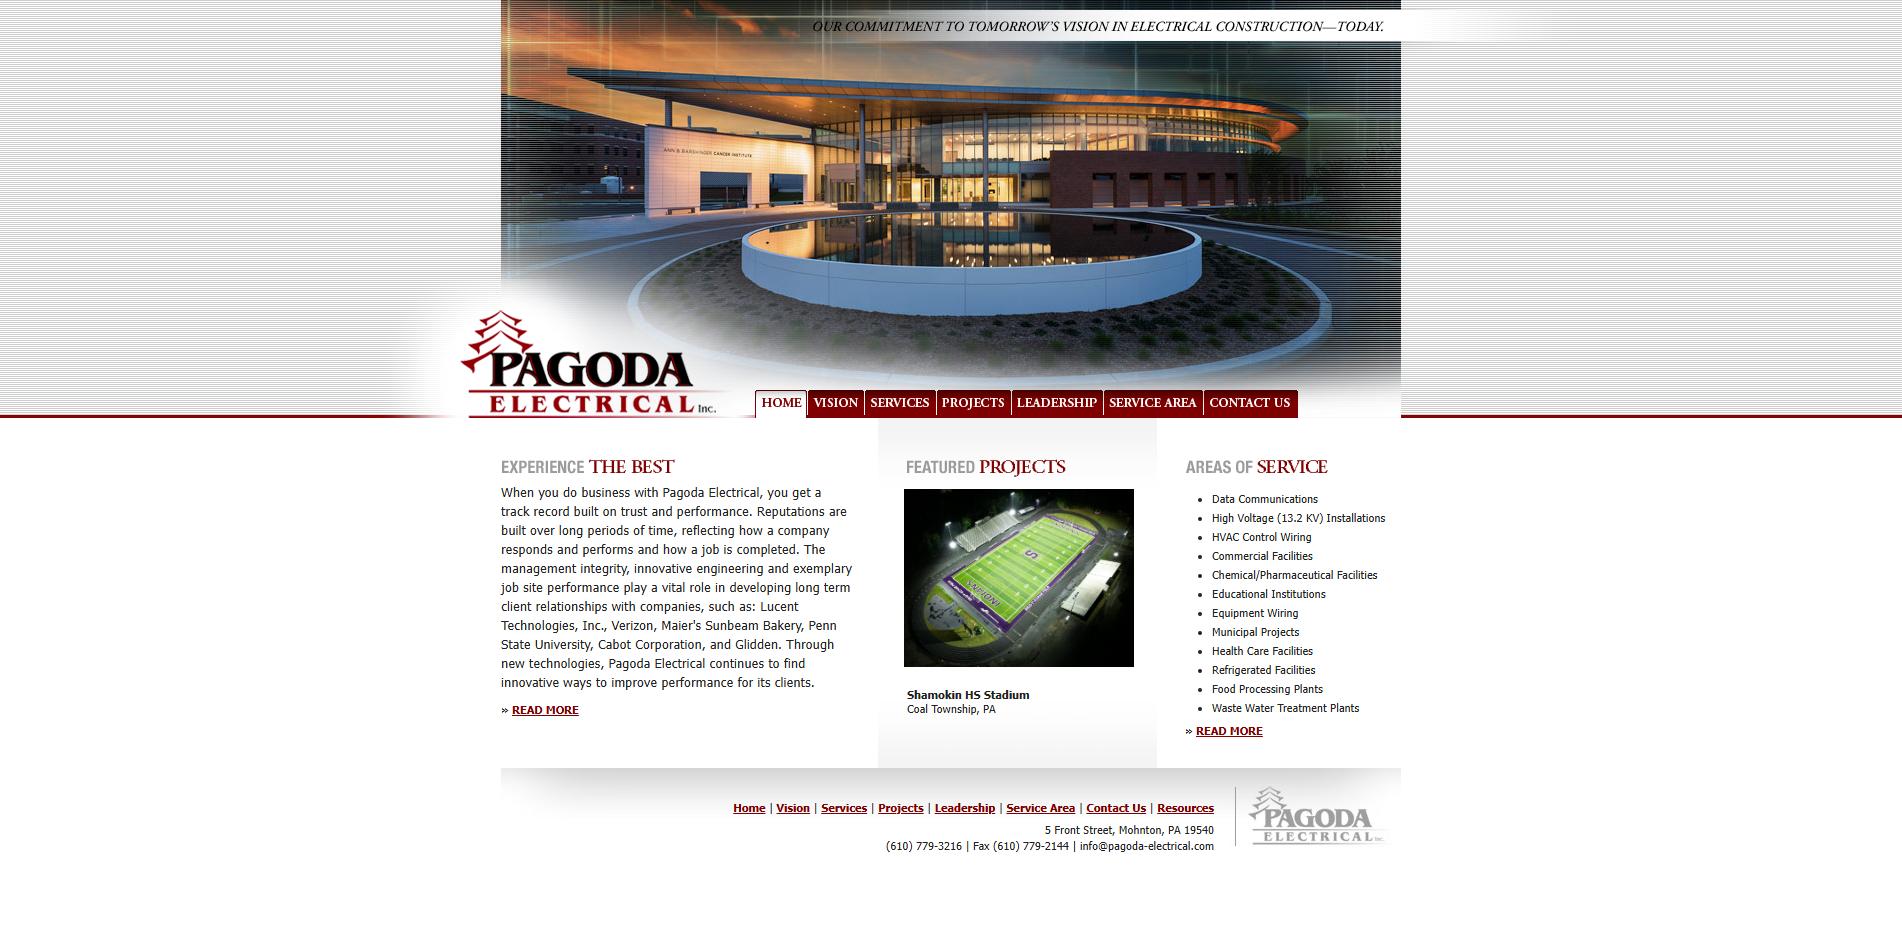 OUR COMMITMENT TO TOMORROW'S VISION IN ELECTRICAL CONSTRUCTION—TODAY.
ANN B BARSHINGER CANCER INSTITUTE
PAGODA
ELECTRICAL Inc.
HOME VISION SERVICES PROJECTS LEADERSHIP SERVICE AREA CONTACT US
EXPERIENCE THE BEST
When you do business with Pagoda Electrical, you get a
track record built on trust and performance. Reputations are
built over long periods of time, reflecting how a company
responds and performs and how a job is completed. The
management integrity, innovative engineering and exemplary
job site performance play a vital role in developing long term
client relationships with companies, such as: Lucent
Technologies, Inc., Verizon, Maier's Sunbeam Bakery, Penn
State University, Cabot Corporation, and Glidden. Through
new technologies, Pagoda Electrical continues to find
innovative ways to improve performance for its clients.
» READ MORE
FEATURED PROJECTS
S
INDIANS
Shamokin HS Stadium
Coal Township, PA
AREAS OF SERVICE
• Data Communications
• High Voltage (13.2 KV) Installations
• HVAC Control Wiring
• Commercial Facilities
• Chemical/Pharmaceutical Facilities
• Educational Institutions
• Equipment Wiring
• Municipal Projects
• Health Care Facilities
• Refrigerated Facilities
• Food Processing Plants
• Waste Water Treatment Plants
» READ MORE
Home | Vision | Services | Projects | Leadership | Service Area | Contact Us | Resources
5 Front Street, Mohnton, PA 19540
(610) 779-3216 | Fax (610) 779-2144 | info@pagoda-electrical.com
PAGODA
ELECTRICAL Inc.